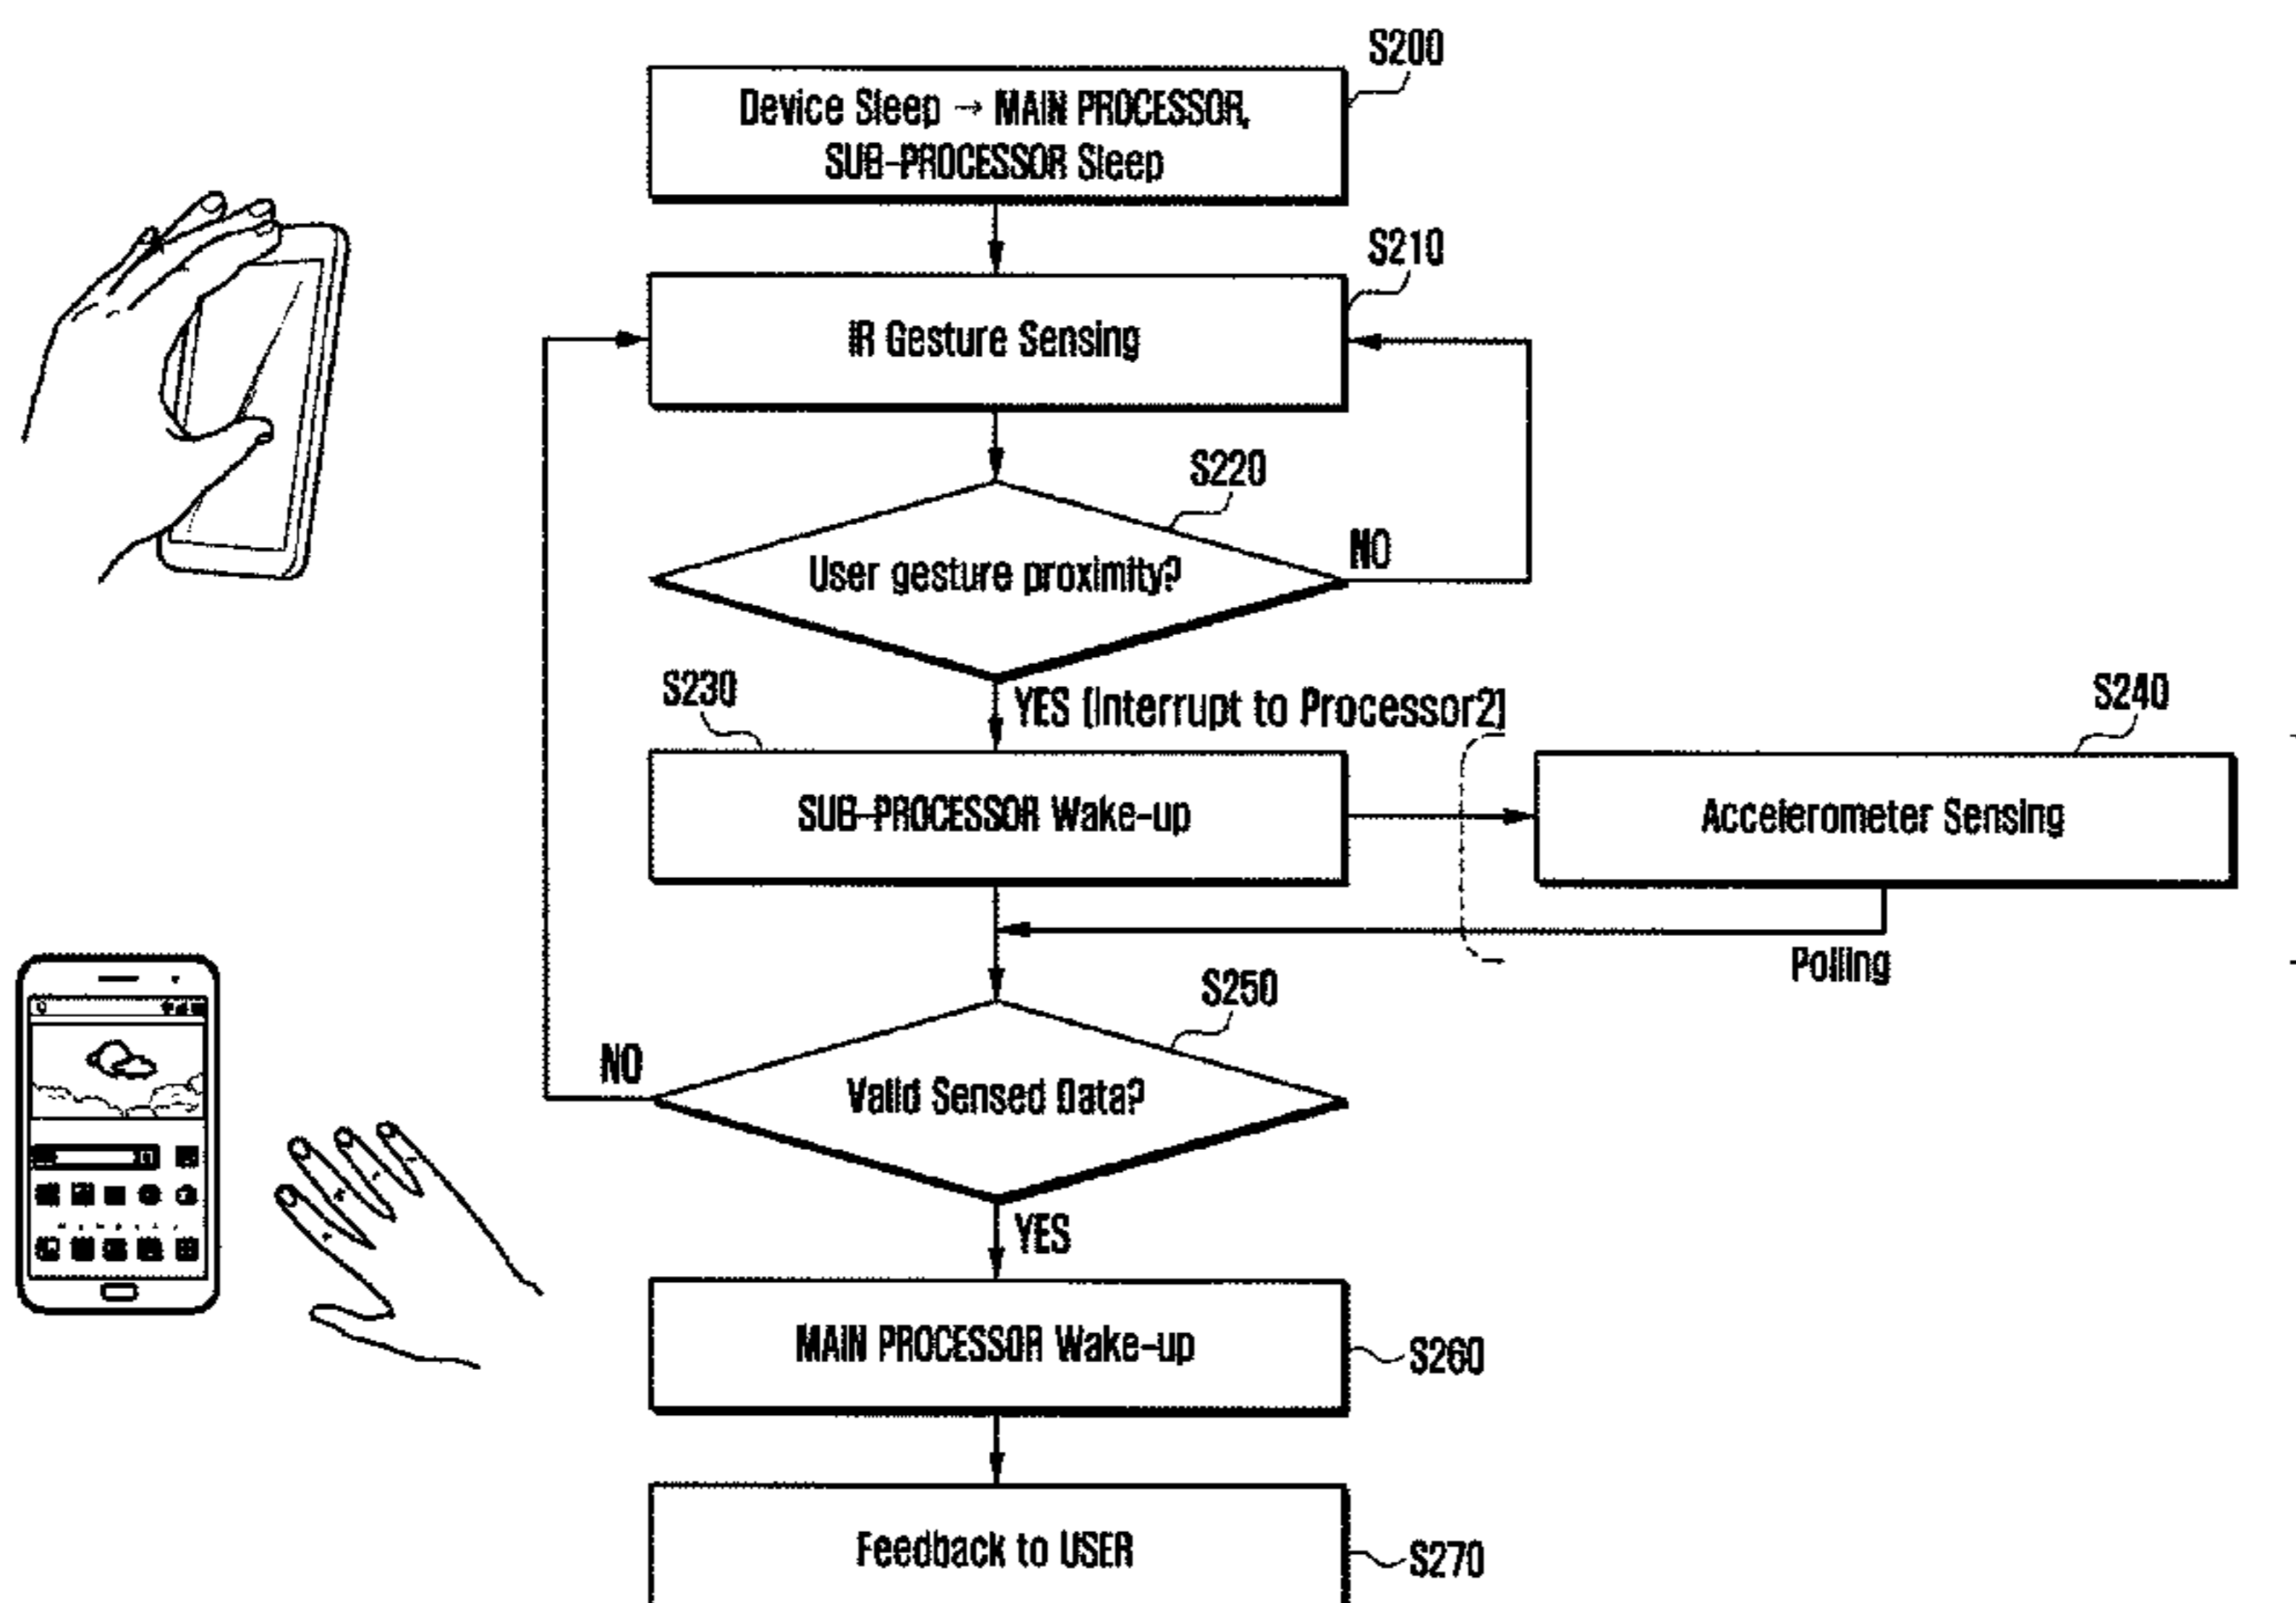 S200
Device Sleep → MAIN PROCESSOR,
SUB-PROCESSOR Sleep
S210
IR Gesture Sensing
S220
User gesture proximity?
NO
S230
YES (Interrupt to Processor2)
S240
SUB-PROCESSOR Wake-up
Accelerometer Sensing
Polling
S250
NO
Valid Sensed Data?
YES
MAIN PROCESSOR Wake-up
S260
Feedback to USER
S270